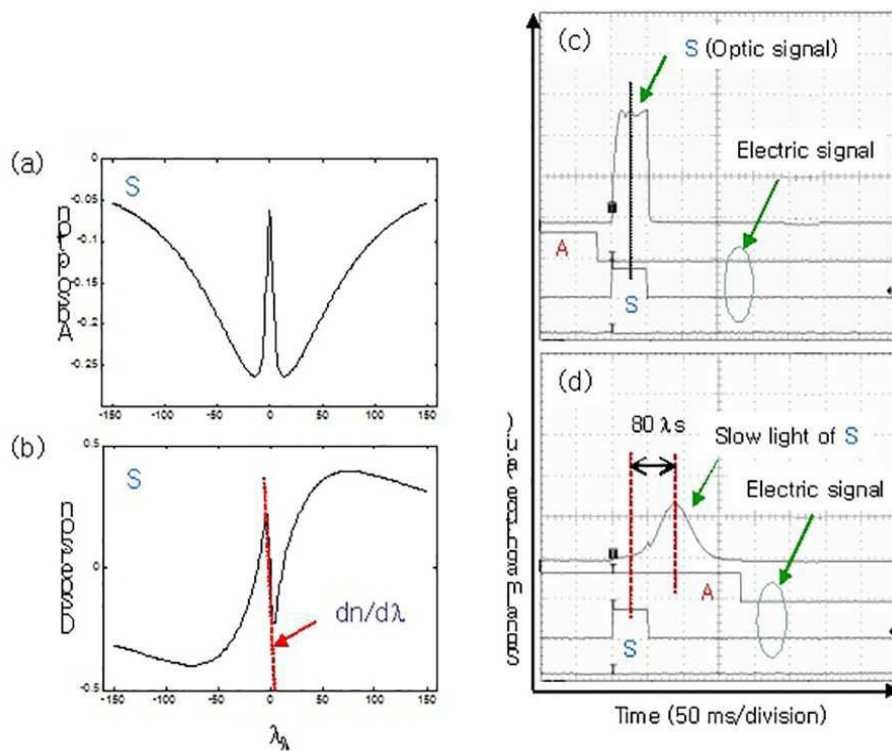 (a)
S
0
-0.05
-0.1
-0.15
-0.2
-0.25
-150 -100 -50 0 50 100 150
(b)
S
0.5
0
-0.5
dn/dλ
-150 -100 -50 0 50 100 150
λλ
(c)
S (Optic signal)
Electric signal
A
S
(d)
80 λs
Slow light of S
Electric signal
A
S
Time (50 ms/division)